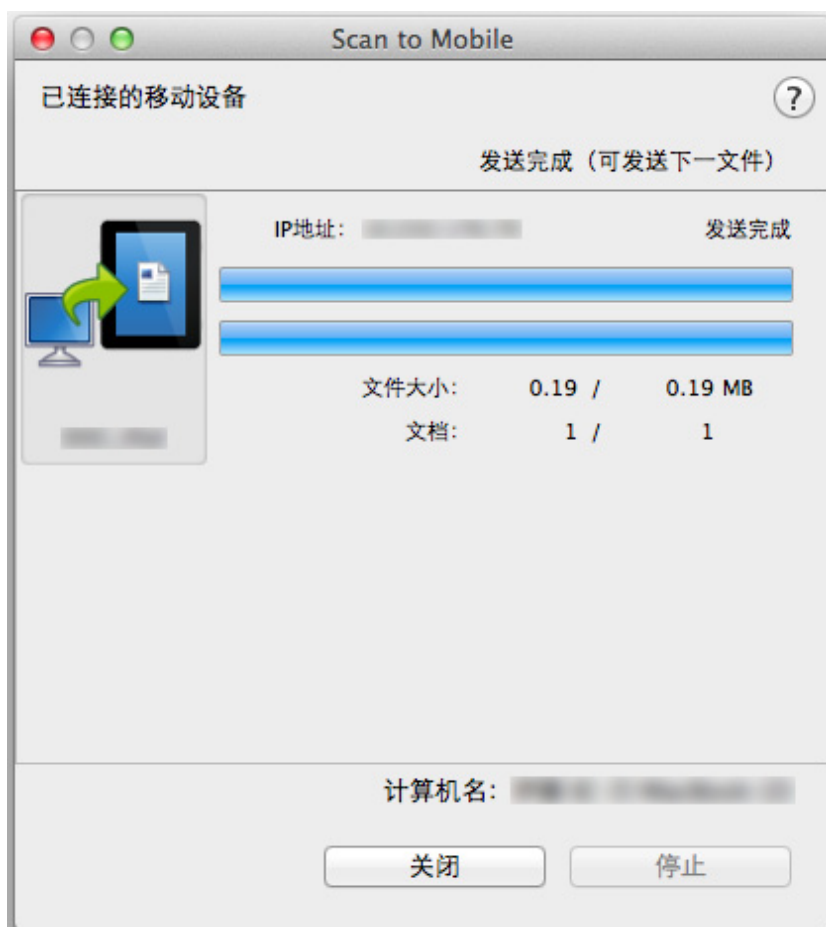 Scan to Mobile
已连接的移动设备
?
发送完成（可发送下一文件）
IP地址： 发送完成
文件大小： 0.19 / 0.19 MB
文档： 1 / 1
计算机名：
关闭 停止